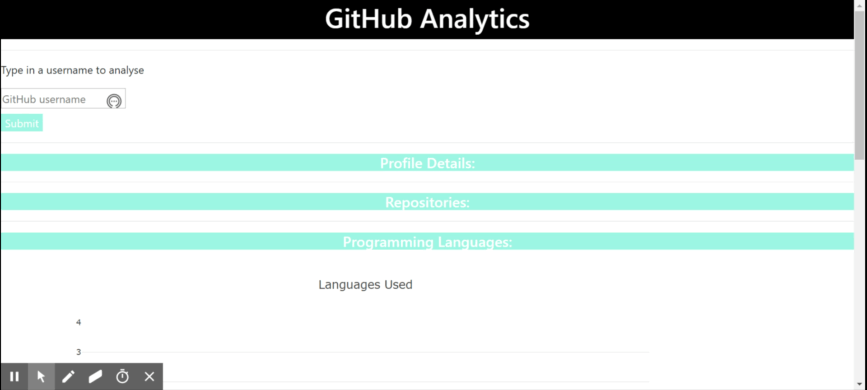 GitHub Analytics
Type in a username to analyse
GitHub username
Submit
Profile Details:
Repositories:
Programming Languages:
Languages Used
4
3